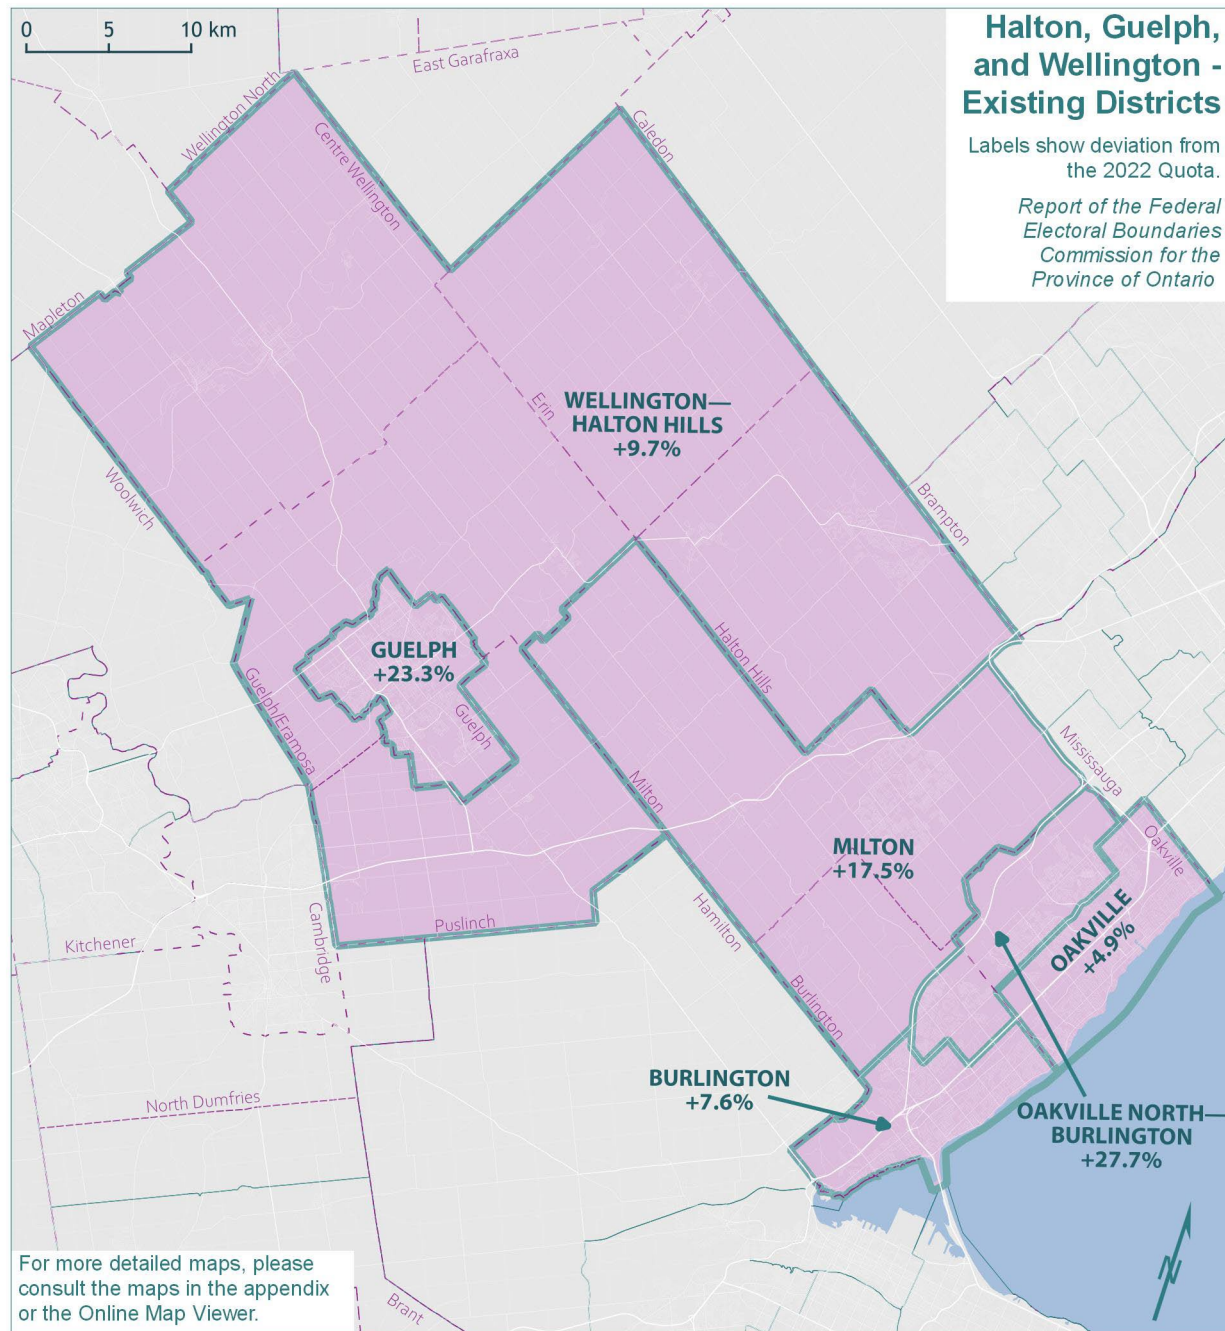 0 5 10 km
Halton, Guelph,
and Wellington -
Existing Districts
Labels show deviation from
the 2022 Quota.
Report of the Federal
Electoral Boundaries
Commission for the
Province of Ontario
East Garafraxa
Wellington North
Centre Wellington
Caledon
Mapleton
WELLINGTON—
HALTON HILLS
+9.7%
Erin
Woolwich
Brampton
GUELPH
+23.3%
Guelph
Guelph/Eramosa
Halton Hills
Mississauga
Milton
MILTON
+17.5%
Oakville
OAKVILLE
+4.9%
Hamilton
Puslinch
Cambridge
Kitchener
Burlington
North Dumfries
BURLINGTON
+7.6%
OAKVILLE NORTH—
BURLINGTON
+27.7%
N
For more detailed maps, please
consult the maps in the appendix
or the Online Map Viewer.
Brant